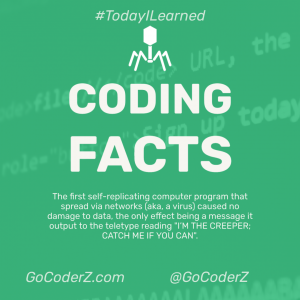 #TodayILearned
CODING
FACTS
The first self-replicating computer program that
spread via networks (aka, a virus) caused no
damage to data, the only effect being a message it
output to the teletype reading "I'M THE CREEPER;
CATCH ME IF YOU CAN".
GoCoderZ.com @GoCoderZ